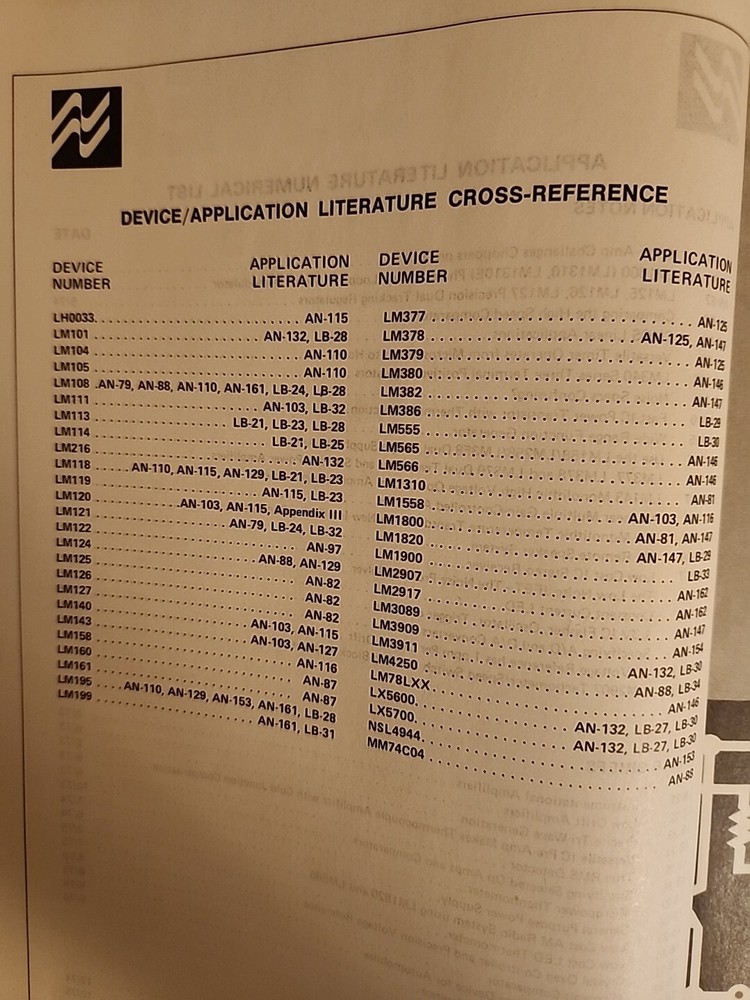 DEVICE/APPLICATION LITERATURE CROSS-REFERENCE
DEVICE NUMBER APPLICATION LITERATURE
LH0033 AN-115
LM101 AN-132, LB-28
LM104 AN-110
LM105 AN-110
LM108 AN-79, AN-88, AN-110, AN-161, LB-24, LB-28
LM111 AN-103, LB-32
LM113 LB-21, LB-23, LB-28
LM114 LB-21, LB-25
LM216 AN-132
LM118 AN-110, AN-115, AN-129, LB-21, LB-23
LM119 AN-115, LB-23
LM120 AN-103, AN-115, Appendix III
LM121 AN-79, LB-24, LB-32
LM122 AN-97
LM124 AN-88, AN-129
LM125 AN-82
LM126 AN-82
LM127 AN-82
LM140 AN-103, AN-115
LM143 AN-103, AN-127
LM158 AN-116
LM160 AN-87
LM161 AN-87
LM195 AN-110, AN-129, AN-153, AN-161, LB-28
LM199 AN-161, LB-31
DEVICE NUMBER APPLICATION LITERATURE
LM377 AN-125
LM378 AN-125, AN-147
LM379 AN-125
LM380 AN-146
LM382 AN-147
LM386 LB-29
LM555 LB-30
LM565 AN-146
LM566 AN-146
LM1310 AN-81
LM1558 AN-103, AN-116
LM1800 AN-81, AN-147
LM1820 AN-147, LB-29
LM1900 LB-33
LM2907 AN-162
LM2917 AN-162
LM3089 AN-147
LM3909 AN-154
LM3911 AN-132, LB-30
LM4250 AN-88, LB-34
LM78LXX AN-146
LX5600 AN-132, LB-27, LB-30
LX5700 AN-132, LB-27, LB-30
NSL4944 AN-153
MM74C04 AN-88